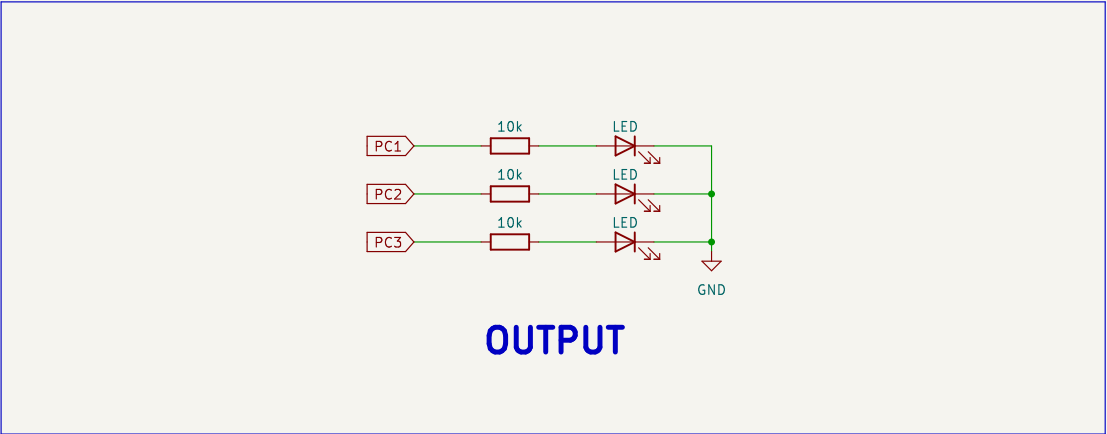 10k LED
PC1
10k LED
PC2
10k LED
PC3
GND
OUTPUT